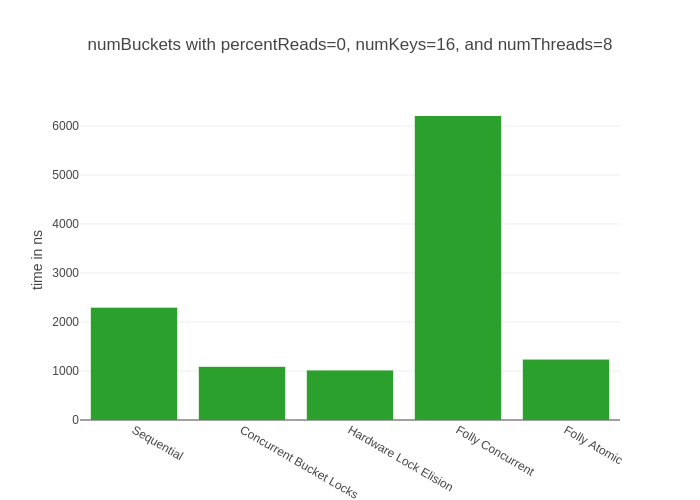 numBuckets with percentReads=0, numKeys=16, and numThreads=8
6000
5000
4000
3000
2000
1000
0
time in ns
Sequential
Concurrent Bucket Locks
Hardware Lock Elision
Folly Concurrent
Folly Atomic